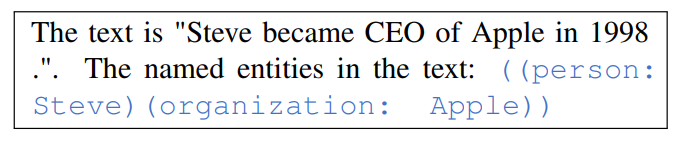 The text is "Steve became CEO of Apple in 1998
.". The named entities in the text: ((person:
Steve)(organization: Apple))